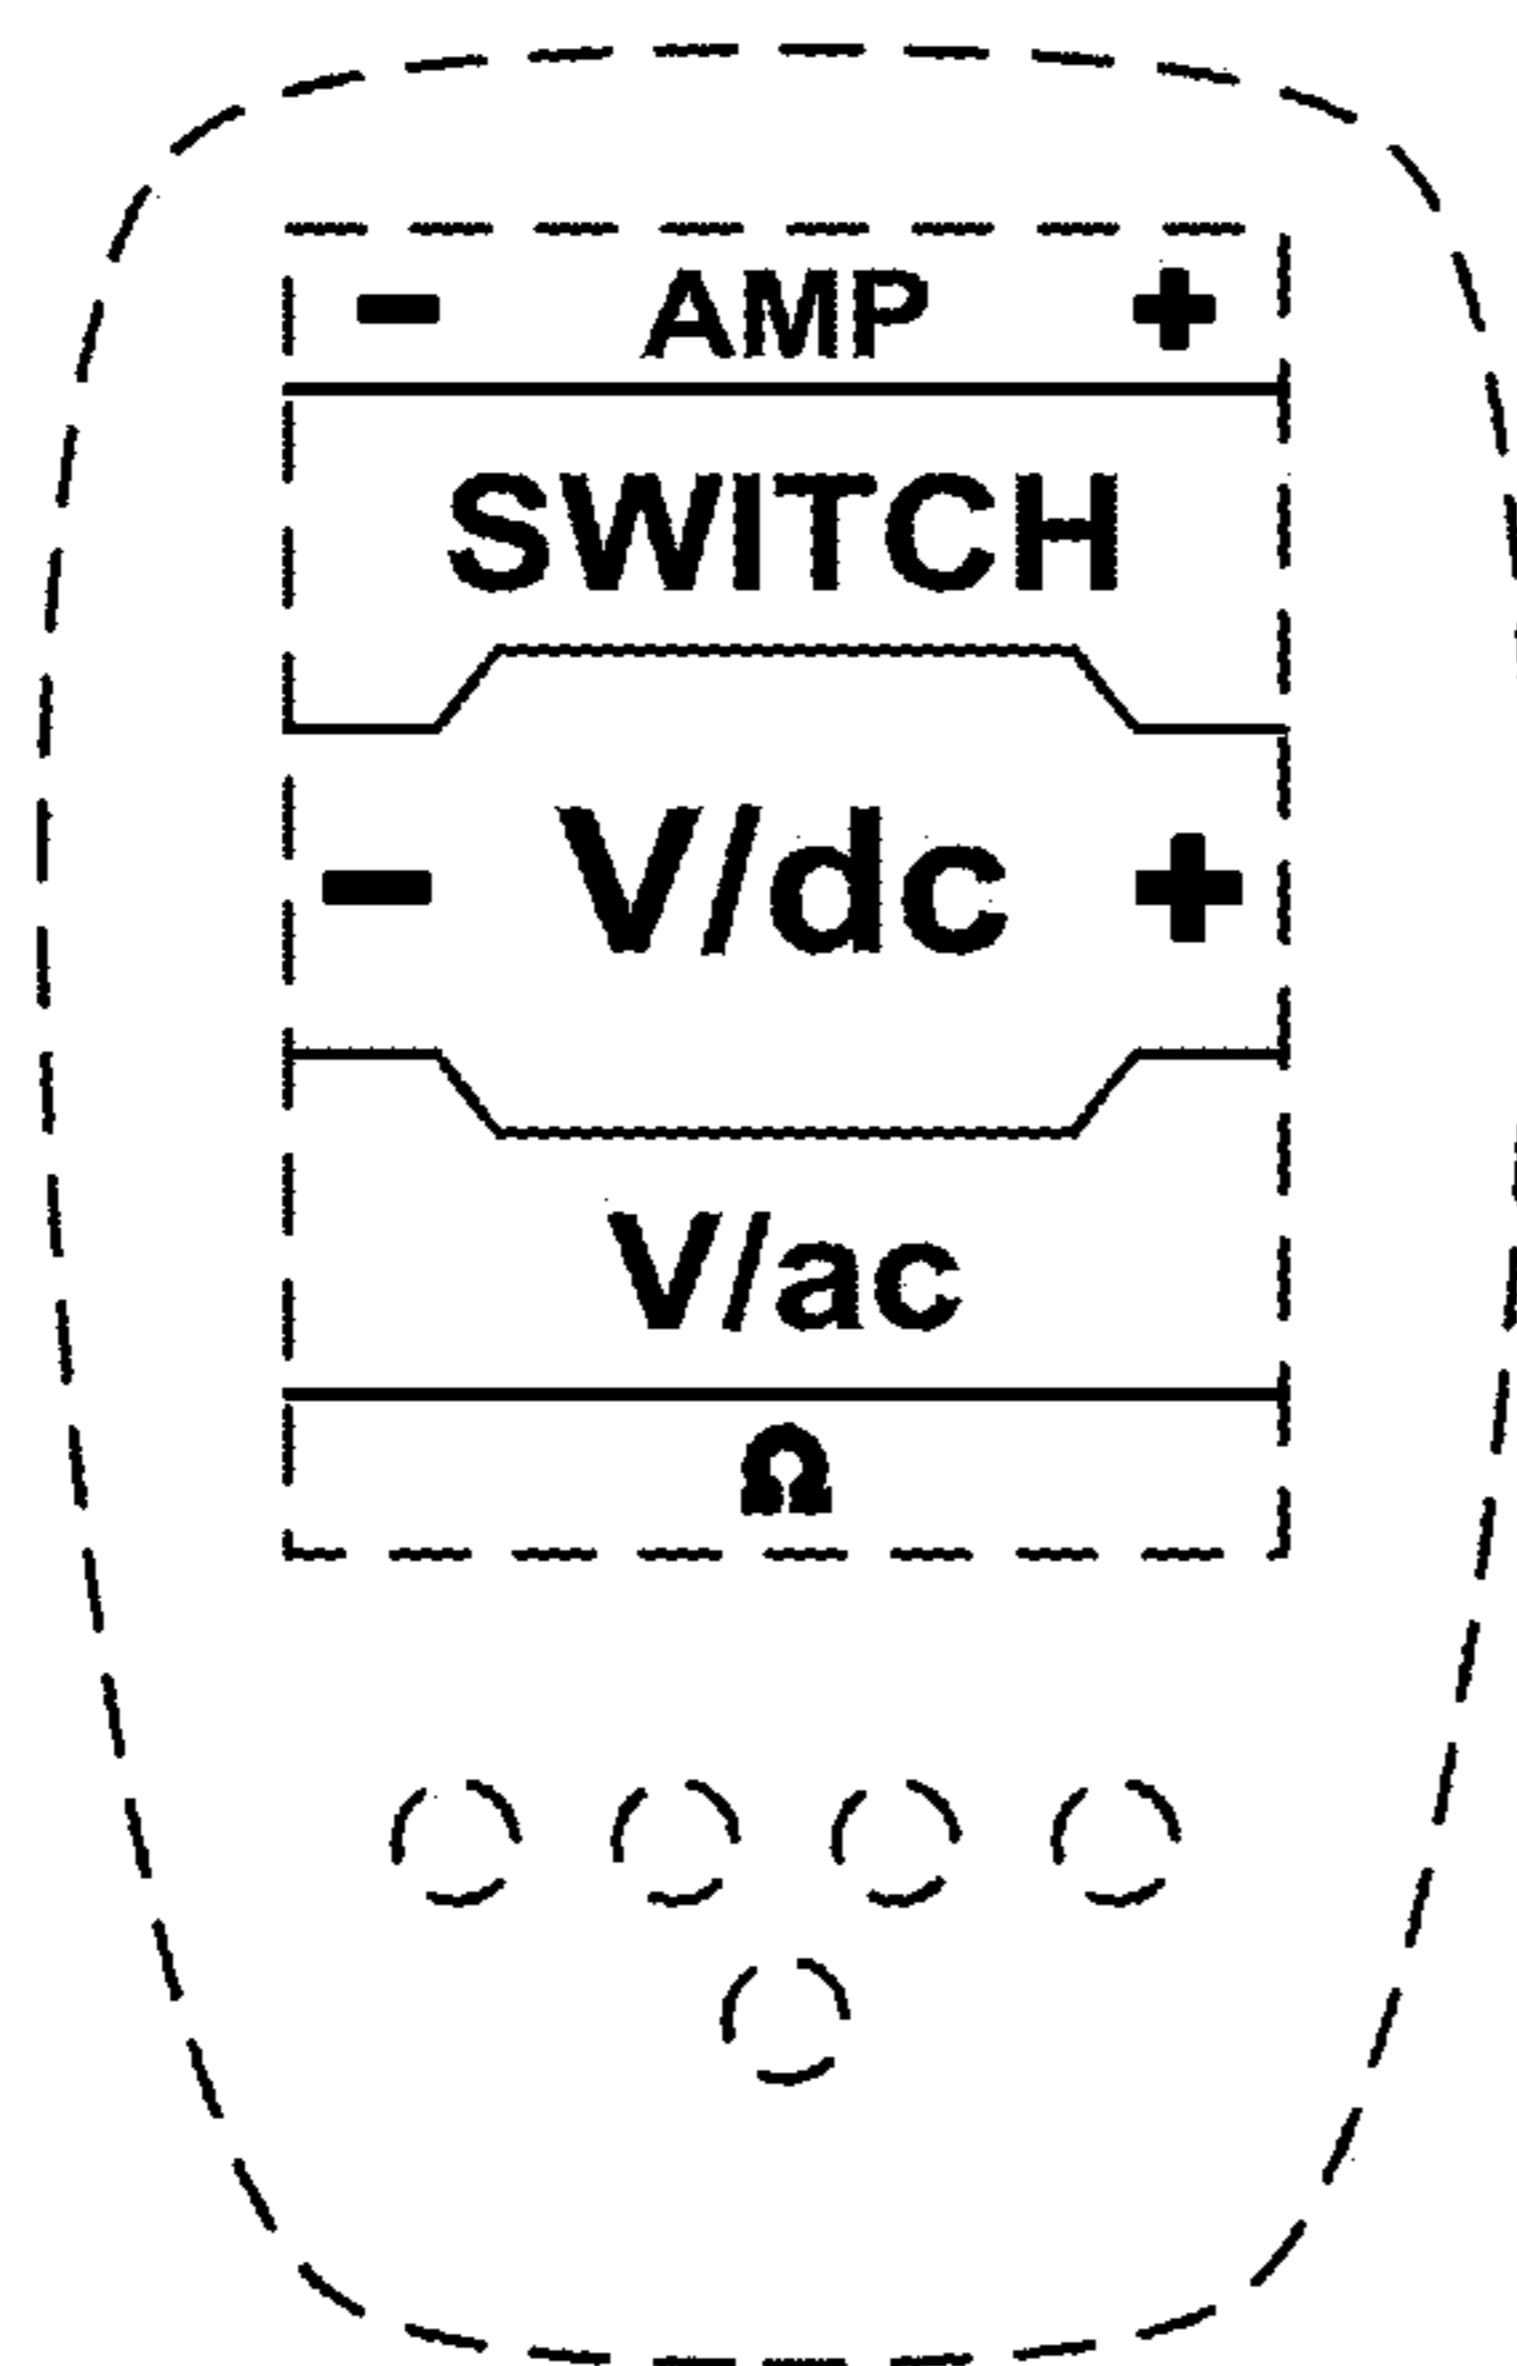 - AMP +
SWITCH
- V/dc +
V/ac
Ω